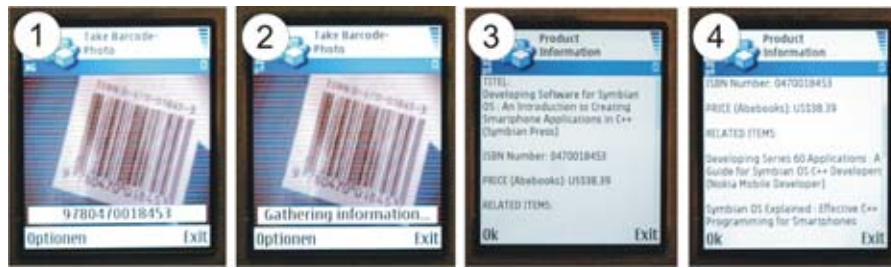 1
Take Barcode-
Photo
9780470018453
Optionen Exit
2
Take Barcode-
Photo
Gathering information...
Optionen Exit
3
Product
Information
TITEL:
Developing Software for Symbian
OS : An Introduction to Creating
Smartphone Applications in C++
(Symbian Press)
ISBN Number: 0470018453
PRICE (Abebooks): US$38.39
RELATED ITEMS:
Ok Exit
4
Product
Information
ISBN Number: 0470018453
PRICE (Abebooks): US$38.39
RELATED ITEMS:
Developing Series 60 Applications : A
Guide for Symbian OS C++ Developers
(Nokia Mobile Developer)
Symbian OS Explained : Effective C++
Programming for Smartphones
Ok Exit